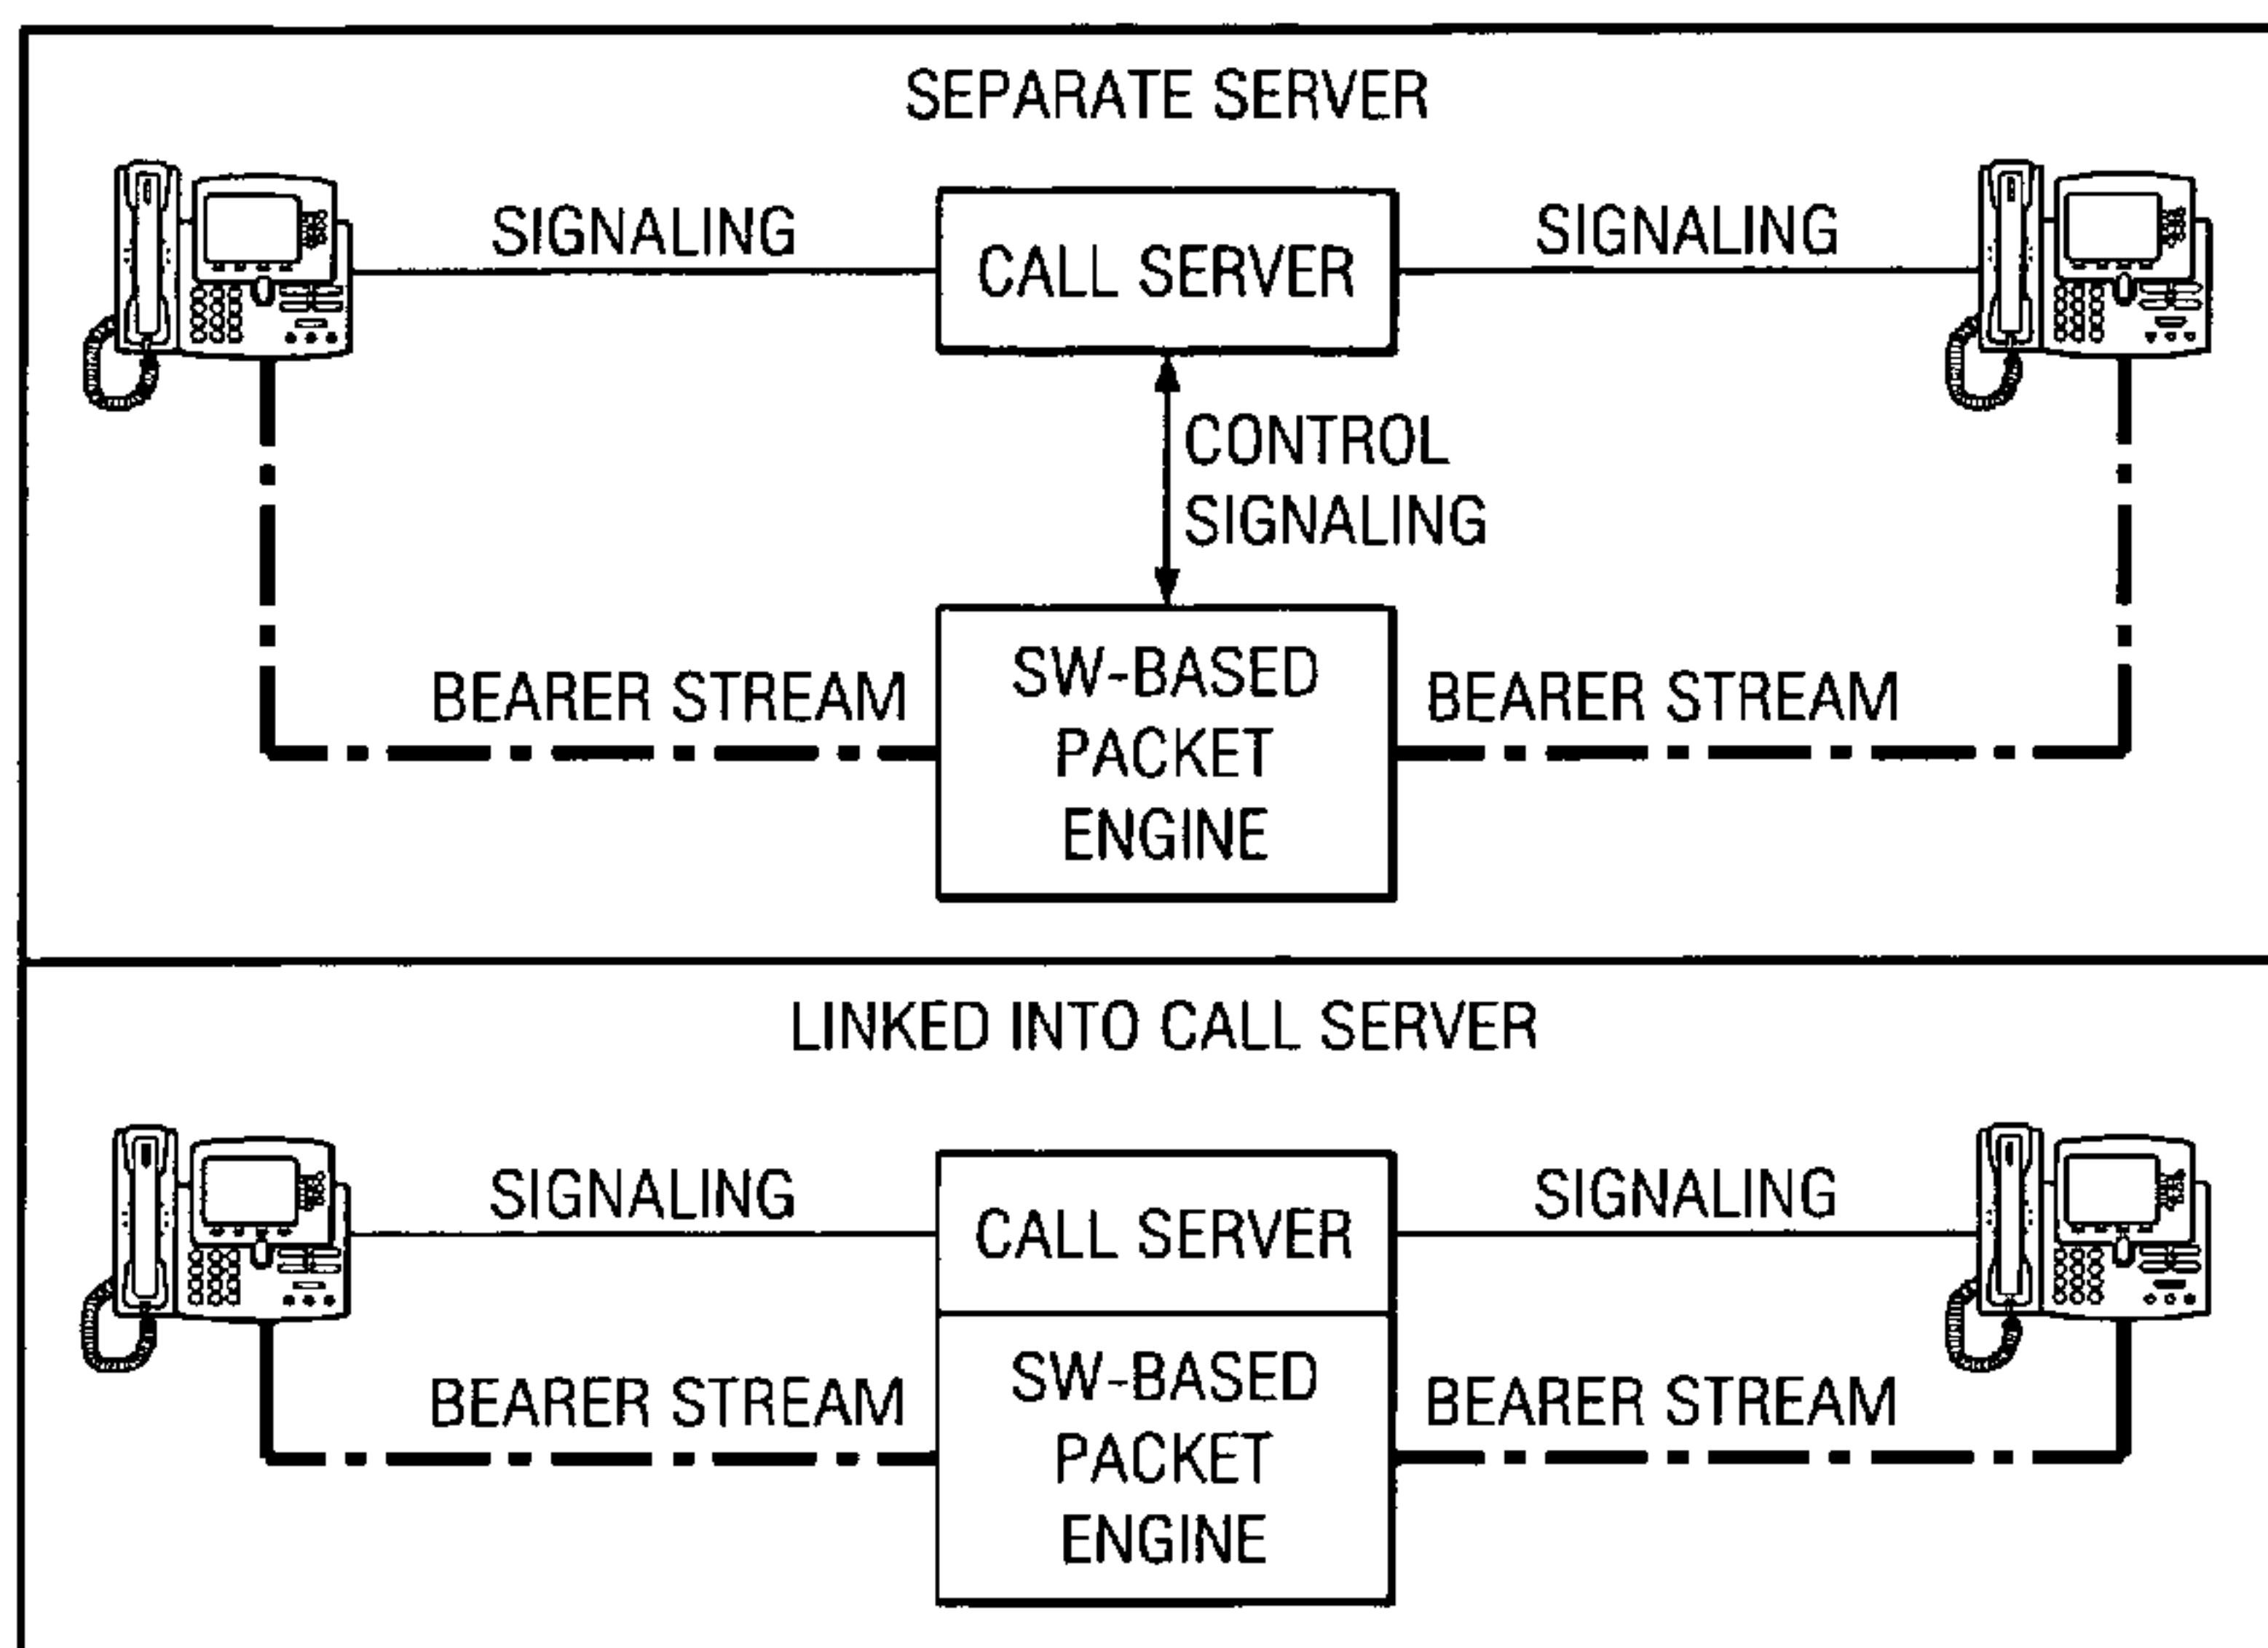 SEPARATE SERVER
SIGNALING
CALL SERVER
SIGNALING
CONTROL
SIGNALING
BEARER STREAM
SW-BASED
PACKET
ENGINE
BEARER STREAM
LINKED INTO CALL SERVER
SIGNALING
CALL SERVER
SIGNALING
BEARER STREAM
SW-BASED
PACKET
ENGINE
BEARER STREAM